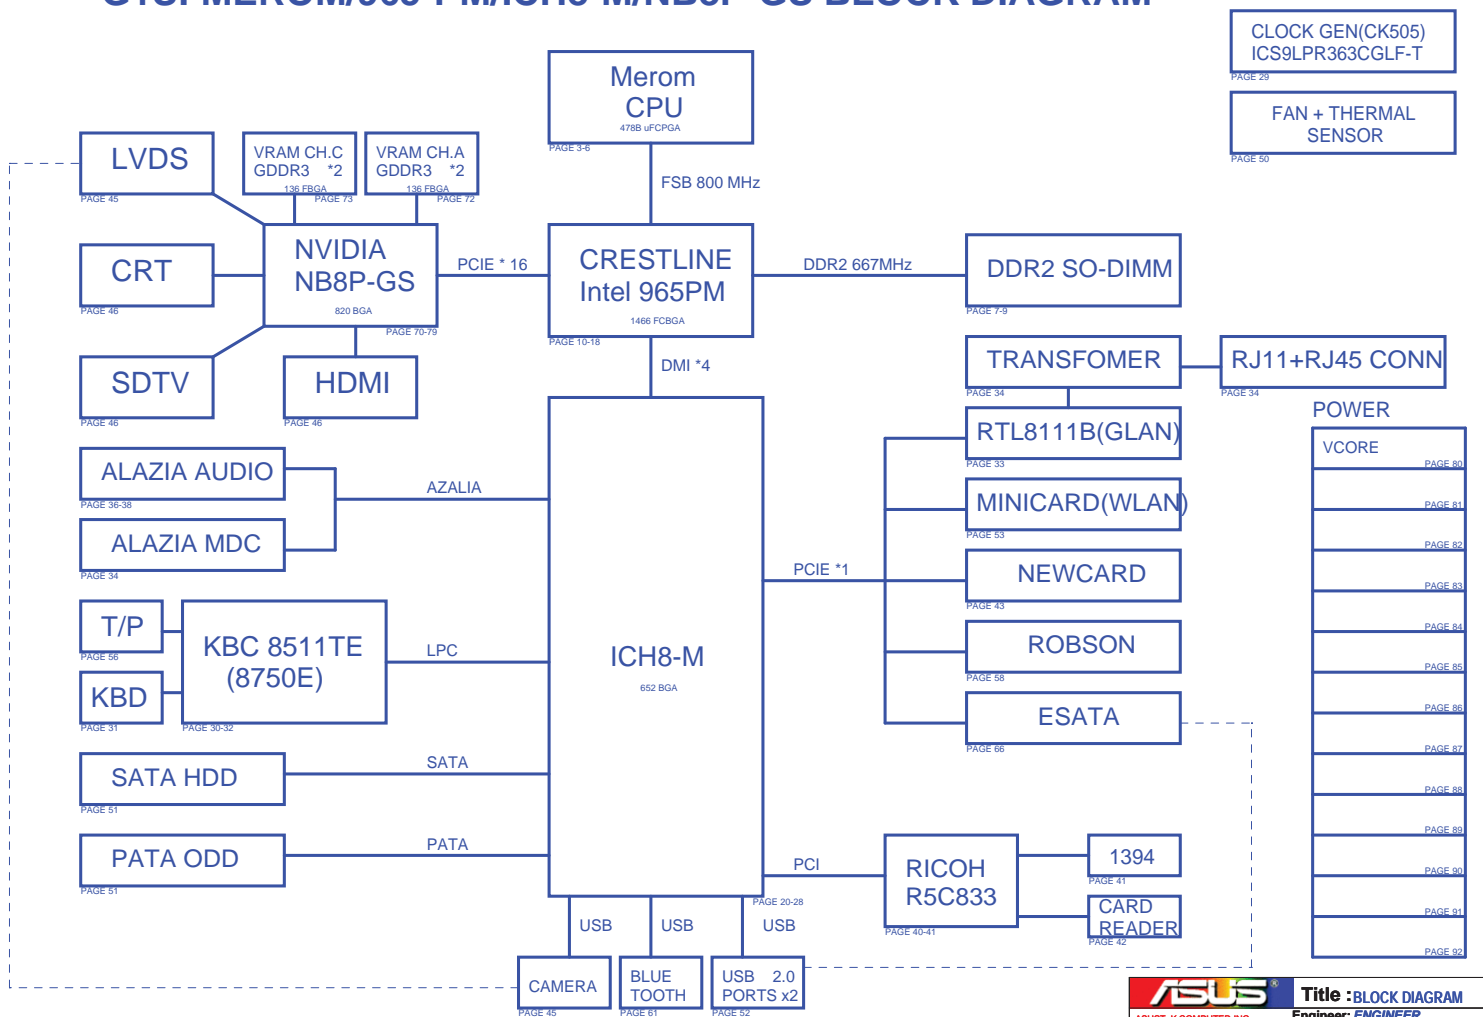 CLOCK GEN(CK505)
ICS9LPR363CGLF-T
PAGE 29
FAN + THERMAL
SENSOR
PAGE 50
Merom
CPU
478B uFCPGA
PAGE 3-6
FSB 800 MHz
LVDS
PAGE 45
VRAM CH.C
GDDR3 *2
136 FBGA
PAGE 73
VRAM CH.A
GDDR3 *2
136 FBGA
PAGE 72
CRT
PAGE 46
NVIDIA
NB8P-GS
820 BGA
PAGE 70-79
PCIE * 16
CRESTLINE
Intel 965PM
1466 FCBGA
PAGE 10-18
DDR2 667MHz
DDR2 SO-DIMM
PAGE 7-9
SDTV
PAGE 46
HDMI
PAGE 46
DMI *4
TRANSFOMER
PAGE 34
RJ11+RJ45 CONN
PAGE 34
RTL8111B(GLAN)
PAGE 33
ALAZIA AUDIO
PAGE 36-38
AZALIA
ALAZIA MDC
PAGE 34
MINICARD(WLAN)
PAGE 53
PCIE *1
NEWCARD
PAGE 43
T/P
PAGE 56
KBD
PAGE 31
KBC 8511TE
(8750E)
PAGE 30-32
LPC
ICH8-M
652 BGA
PAGE 20-28
ROBSON
PAGE 58
ESATA
PAGE 66
SATA HDD
PAGE 51
SATA
PATA ODD
PAGE 51
PATA
PCI
RICOH
R5C833
PAGE 40-41
1394
PAGE 41
CARD
READER
PAGE 42
USB
USB
USB
CAMERA
PAGE 45
BLUE
TOOTH
PAGE 61
USB 2.0
PORTS x2
PAGE 52
POWER
VCORE
PAGE 80
PAGE 81
PAGE 82
PAGE 83
PAGE 84
PAGE 85
PAGE 86
PAGE 87
PAGE 88
PAGE 89
PAGE 90
PAGE 91
PAGE 92
ASUS®
Title : BLOCK DIAGRAM
Engineer: ENGINEER